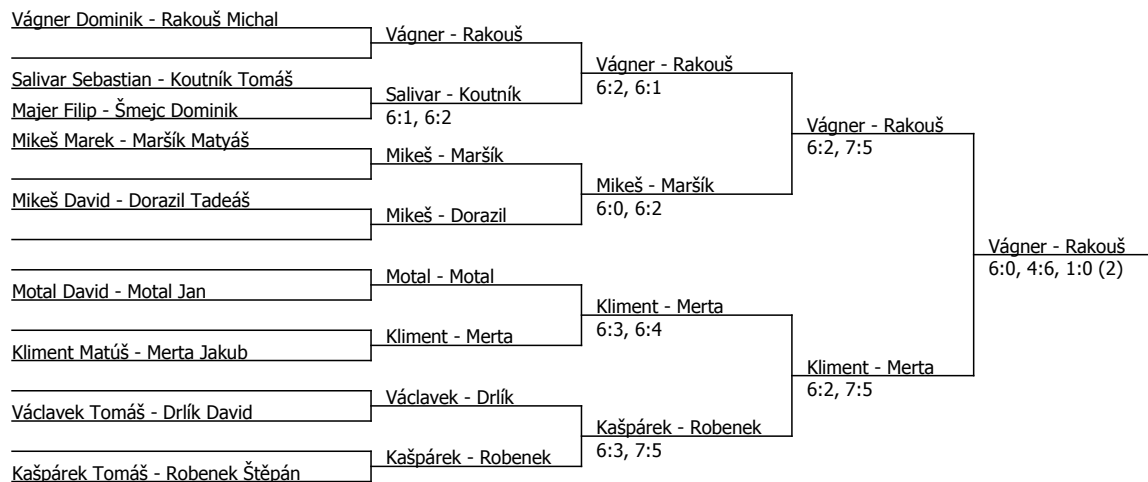 Vágner Dominik - Rakouš Michal
Salivar Sebastian - Koutník Tomáš
Majer Filip - Šmejc Dominik
Mikeš Marek - Maršík Matyáš
Mikeš David - Dorazil Tadeáš
Motal David - Motal Jan
Kliment Matúš - Merta Jakub
Václavek Tomáš - Drlík David
Kašpárek Tomáš - Robenek Štěpán
Vágner - Rakouš
Salivar - Koutník
6:1, 6:2
Mikeš - Maršík
Mikeš - Dorazil
Motal - Motal
Kliment - Merta
Václavek - Drlík
Kašpárek - Robenek
Vágner - Rakouš
6:2, 6:1
Mikeš - Maršík
6:0, 6:2
Kliment - Merta
6:3, 6:4
Kašpárek - Robenek
6:3, 7:5
Vágner - Rakouš
6:2, 7:5
Kliment - Merta
6:2, 7:5
Vágner - Rakouš
6:0, 4:6, 1:0 (2)